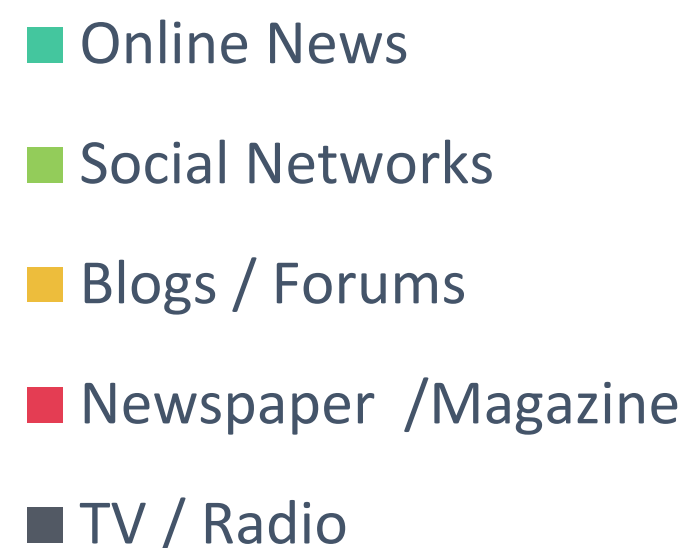 Online News
Social Networks
Blogs / Forums
Newspaper  /Magazine
TV / Radio